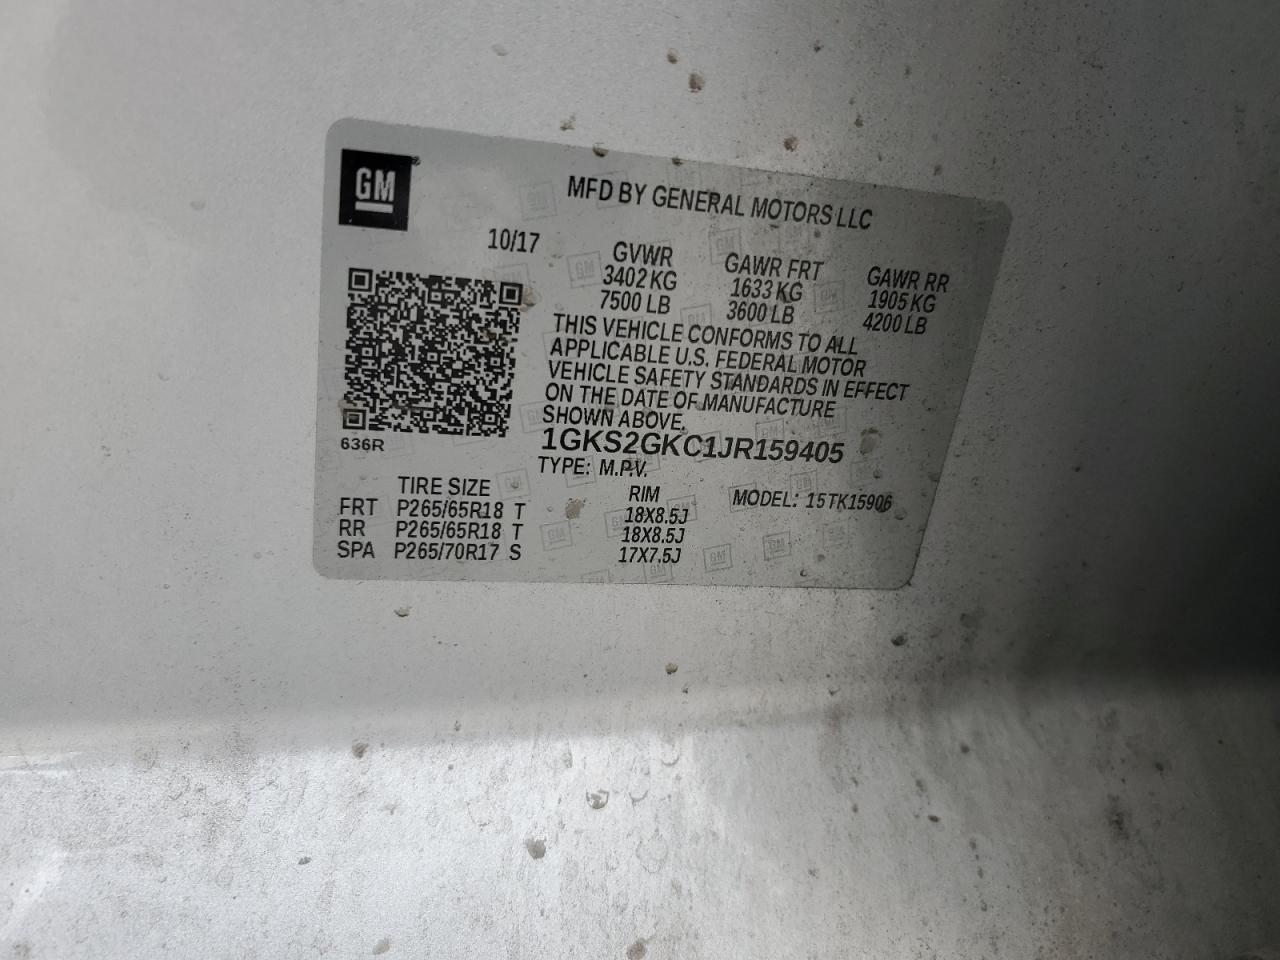 GM
MFD BY GENERAL MOTORS LLC
10/17
GVWR GAWR FRT GAWR RR
3402 KG 1633 KG 1905 KG
7500 LB 3600 LB 4200 LB
THIS VEHICLE CONFORMS TO ALL
APPLICABLE U.S. FEDERAL MOTOR
VEHICLE SAFETY STANDARDS IN EFFECT
ON THE DATE OF MANUFACTURE
SHOWN ABOVE.
636R
1GKS2GKC1JR159405
TYPE: M.P.V.
TIRE SIZE RIM MODEL: 15TK15906
FRT P265/65R18 T 18X8.5J
RR P265/65R18 T 18X8.5J
SPA P265/70R17 S 17X7.5J